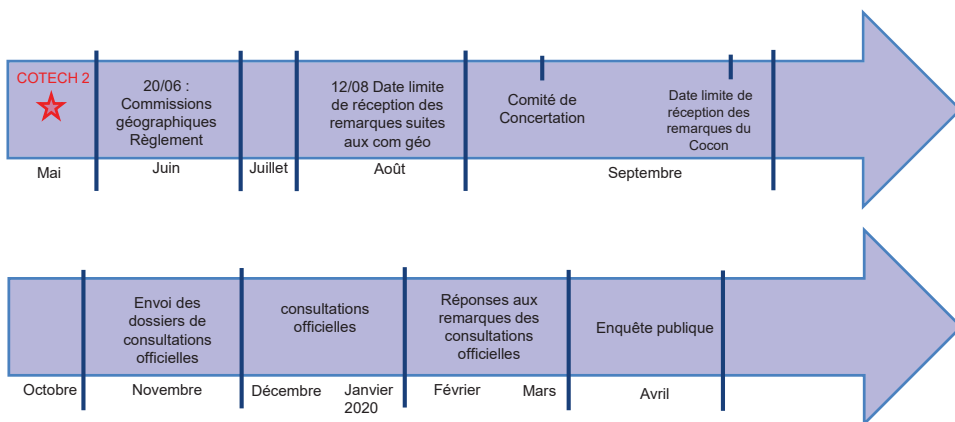 COTECH 2
20/06 :
Commissions
géographiques
Règlement
12/08 Date limite
de réception des
remarques suites
aux com géo
Comité de
Concertation
Date limite de
réception des
remarques du
Cocon
Mai
Juin
Juillet
Août
Septembre
Envoi des
dossiers de
consultations
officielles
consultations
officielles
Réponses aux
remarques des
consultations
officielles
Enquête publique
Octobre
Novembre
Décembre
Janvier
2020
Février
Mars
Avril